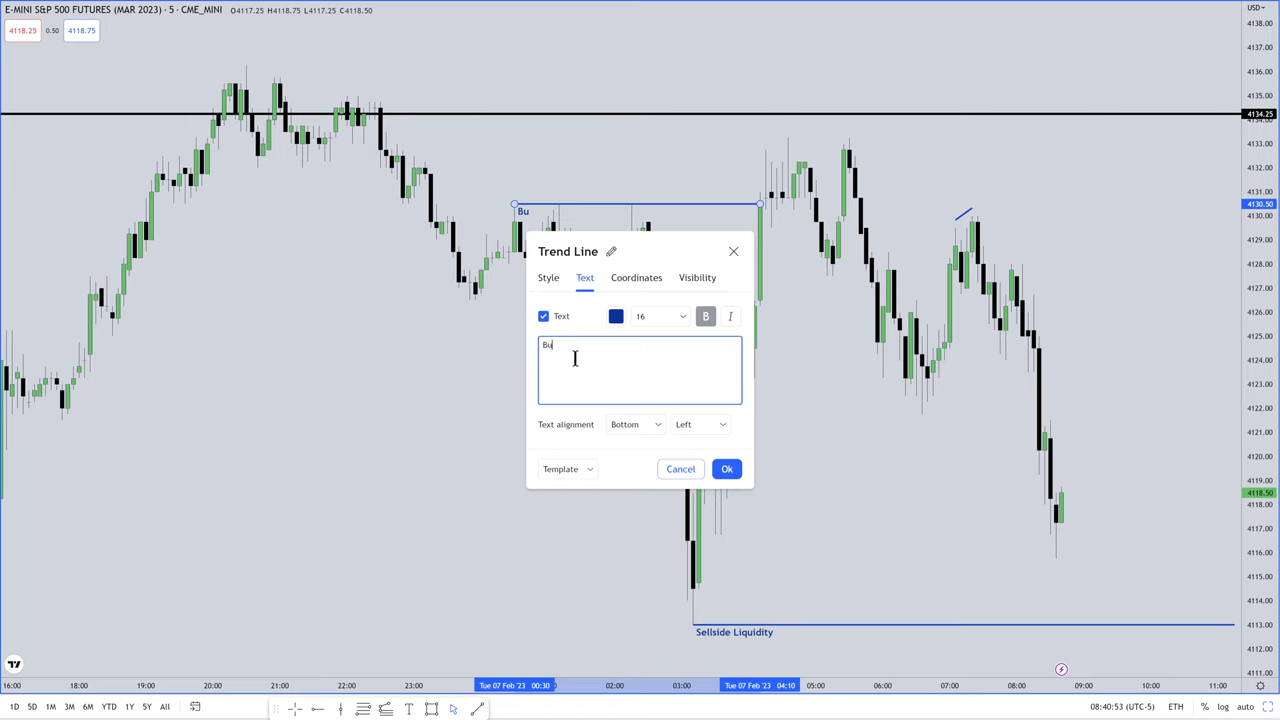 E-MINI S&P 500 FUTURES (MAR 2023) · 5 · CME_MINI O4117.25 H4118.75 L4117.25 C4118.50
USD
4118.25 0.50 4118.75
4138.00
4137.00
4136.00
4135.00
4134.25
4133.00
4132.00
4131.00
4130.50
4130.00
4128.00
4127.00
4126.00
4125.00
4124.00
4123.00
4122.00
4121.00
4120.00
4119.00
4118.50
4117.00
4116.00
4115.00
4114.00
4113.00
4112.00
4111.00
Bu
Trend Line
Style Text Coordinates Visibility
Text 16 B I
Bu
Text alignment Bottom Left
Template Cancel Ok
Sellside Liquidity
16:00 18:00 19:00 20:00 21:00 22:00 23:00 Tue 07 Feb '23 00:30 02:00 03:00 Tue 07 Feb '23 04:10 05:00 06:00 07:00 08:00 09:00 10:00 11:00
1D 5D 1M 3M 6M YTD 1Y 5Y All T 08:40:53 (UTC-5) ETH % log auto